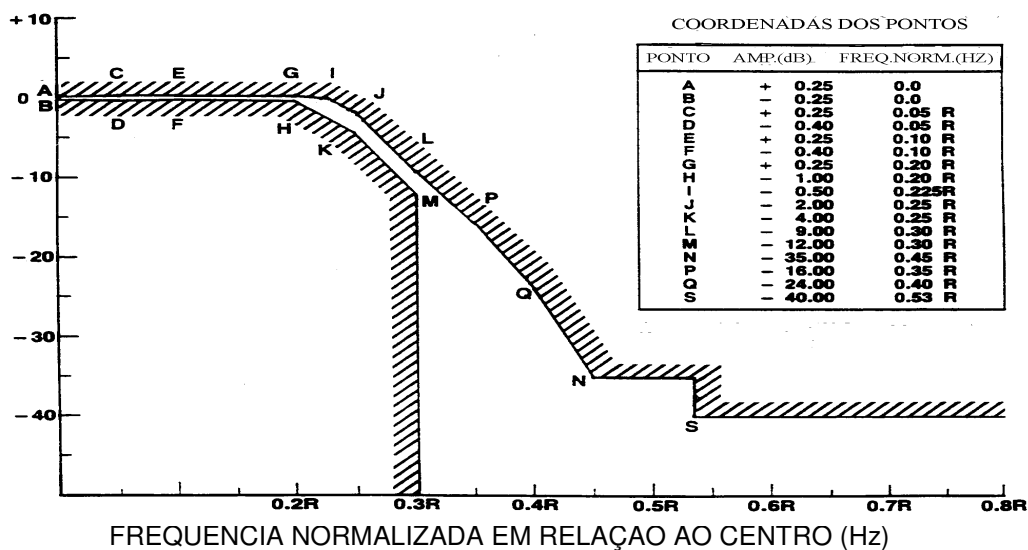 COORDENADAS DOS PONTOS
PONTO AMP.(dB). FREQ.NORM.(HZ)
A + 0.25 0.0
B - 0.25 0.0
C + 0.25 0.05 R
D - 0.40 0.05 R
E + 0.25 0.10 R
F - 0.40 0.10 R
G + 0.25 0.20 R
H - 1.00 0.20 R
I - 0.50 0.225R
J - 2.00 0.25 R
K - 4.00 0.25 R
L - 9.00 0.30 R
M - 12.00 0.30 R
N - 35.00 0.45 R
P - 16.00 0.35 R
Q - 24.00 0.40 R
S - 40.00 0.53 R
+10
C E G I
A J
0
B
D F H
K L
-10
M P
-20
Q
-30
N
-40
S
0.2R 0.3R 0.4R 0.5R 0.6R 0.7R 0.8R
FREQUENCIA NORMALIZADA EM RELAÇAO AO CENTRO (Hz)